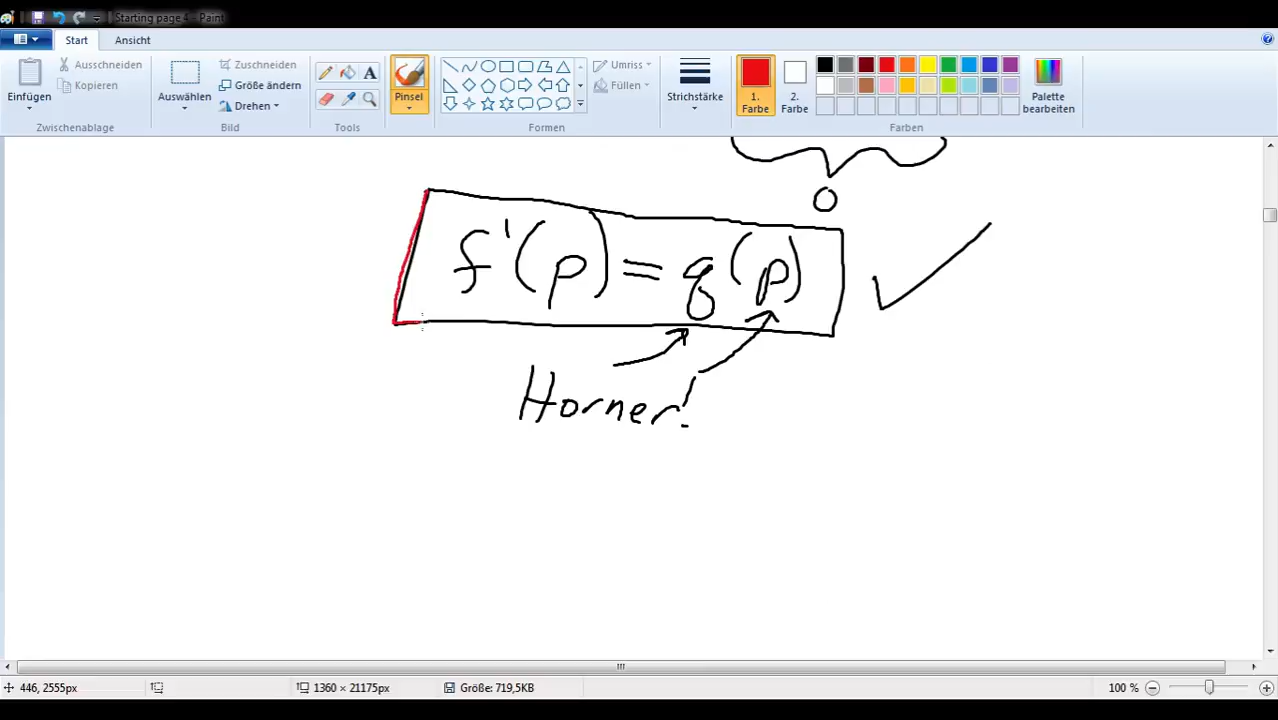 Starting page 4 - Paint
Start Ansicht
Einfügen
Ausschneiden
Kopieren
Zwischenablage
Auswählen
Zuschneiden
Größe ändern
Drehen
Bild
A
Tools
Pinsel
Umriss
Füllen
Formen
Strichstärke
1.
Farbe
2.
Farbe
Palette
bearbeiten
Farben
0
f'(p) = g(p)
Horner!
446, 2555px
1360 × 21175px
Größe: 719,5KB
100 %